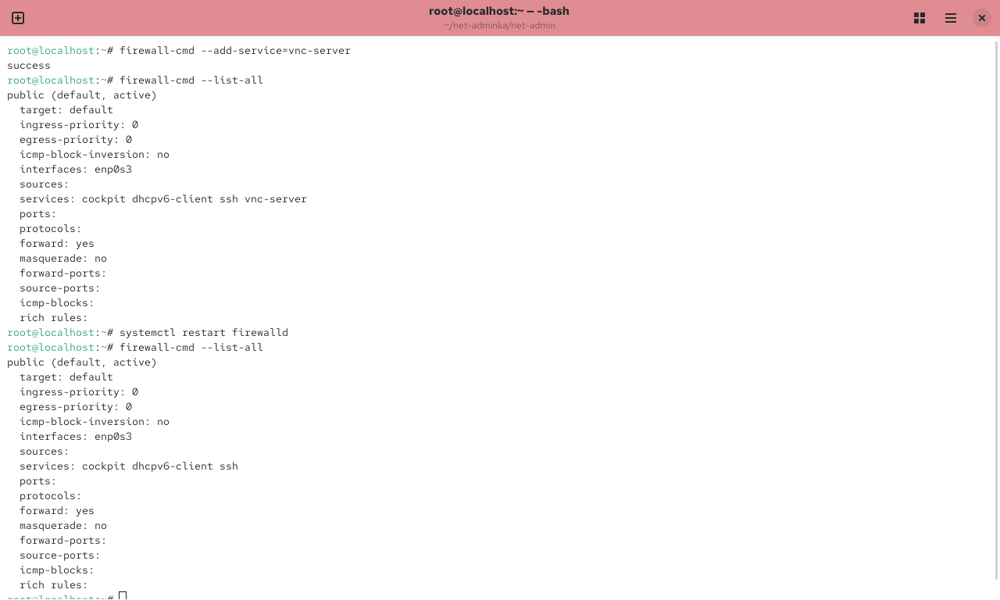 root@localhost:~ — -bash
~/net-adminka/net-admin
root@localhost:~# firewall-cmd --add-service=vnc-server
success
root@localhost:~# firewall-cmd --list-all
public (default, active)
  target: default
  ingress-priority: 0
  egress-priority: 0
  icmp-block-inversion: no
  interfaces: enp0s3
  sources:
  services: cockpit dhcpv6-client ssh vnc-server
  ports:
  protocols:
  forward: yes
  masquerade: no
  forward-ports:
  source-ports:
  icmp-blocks:
  rich rules:
root@localhost:~# systemctl restart firewalld
root@localhost:~# firewall-cmd --list-all
public (default, active)
  target: default
  ingress-priority: 0
  egress-priority: 0
  icmp-block-inversion: no
  interfaces: enp0s3
  sources:
  services: cockpit dhcpv6-client ssh
  ports:
  protocols:
  forward: yes
  masquerade: no
  forward-ports:
  source-ports:
  icmp-blocks:
  rich rules:
root@localhost:~#